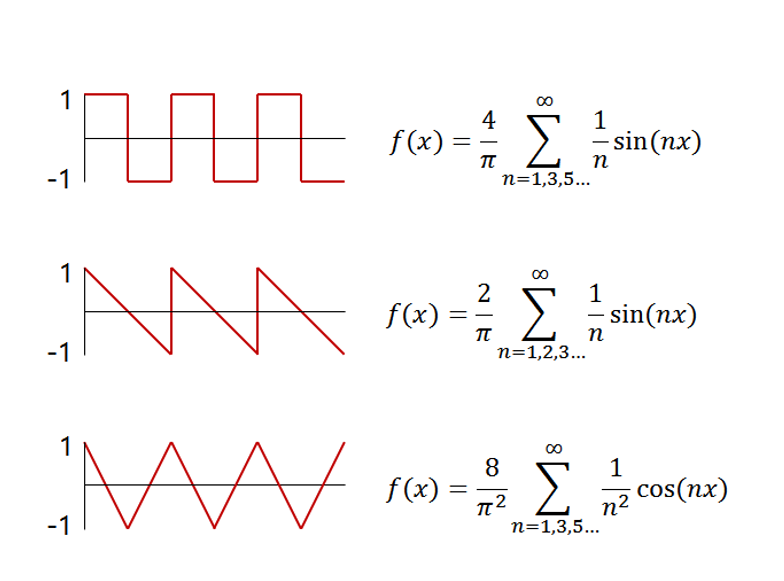 1
-1
f(x) = 4/π ∑_{n=1,3,5...}^{∞} 1/n sin(nx)
1
-1
f(x) = 2/π ∑_{n=1,2,3...}^{∞} 1/n sin(nx)
1
-1
f(x) = 8/π² ∑_{n=1,3,5...}^{∞} 1/n² cos(nx)